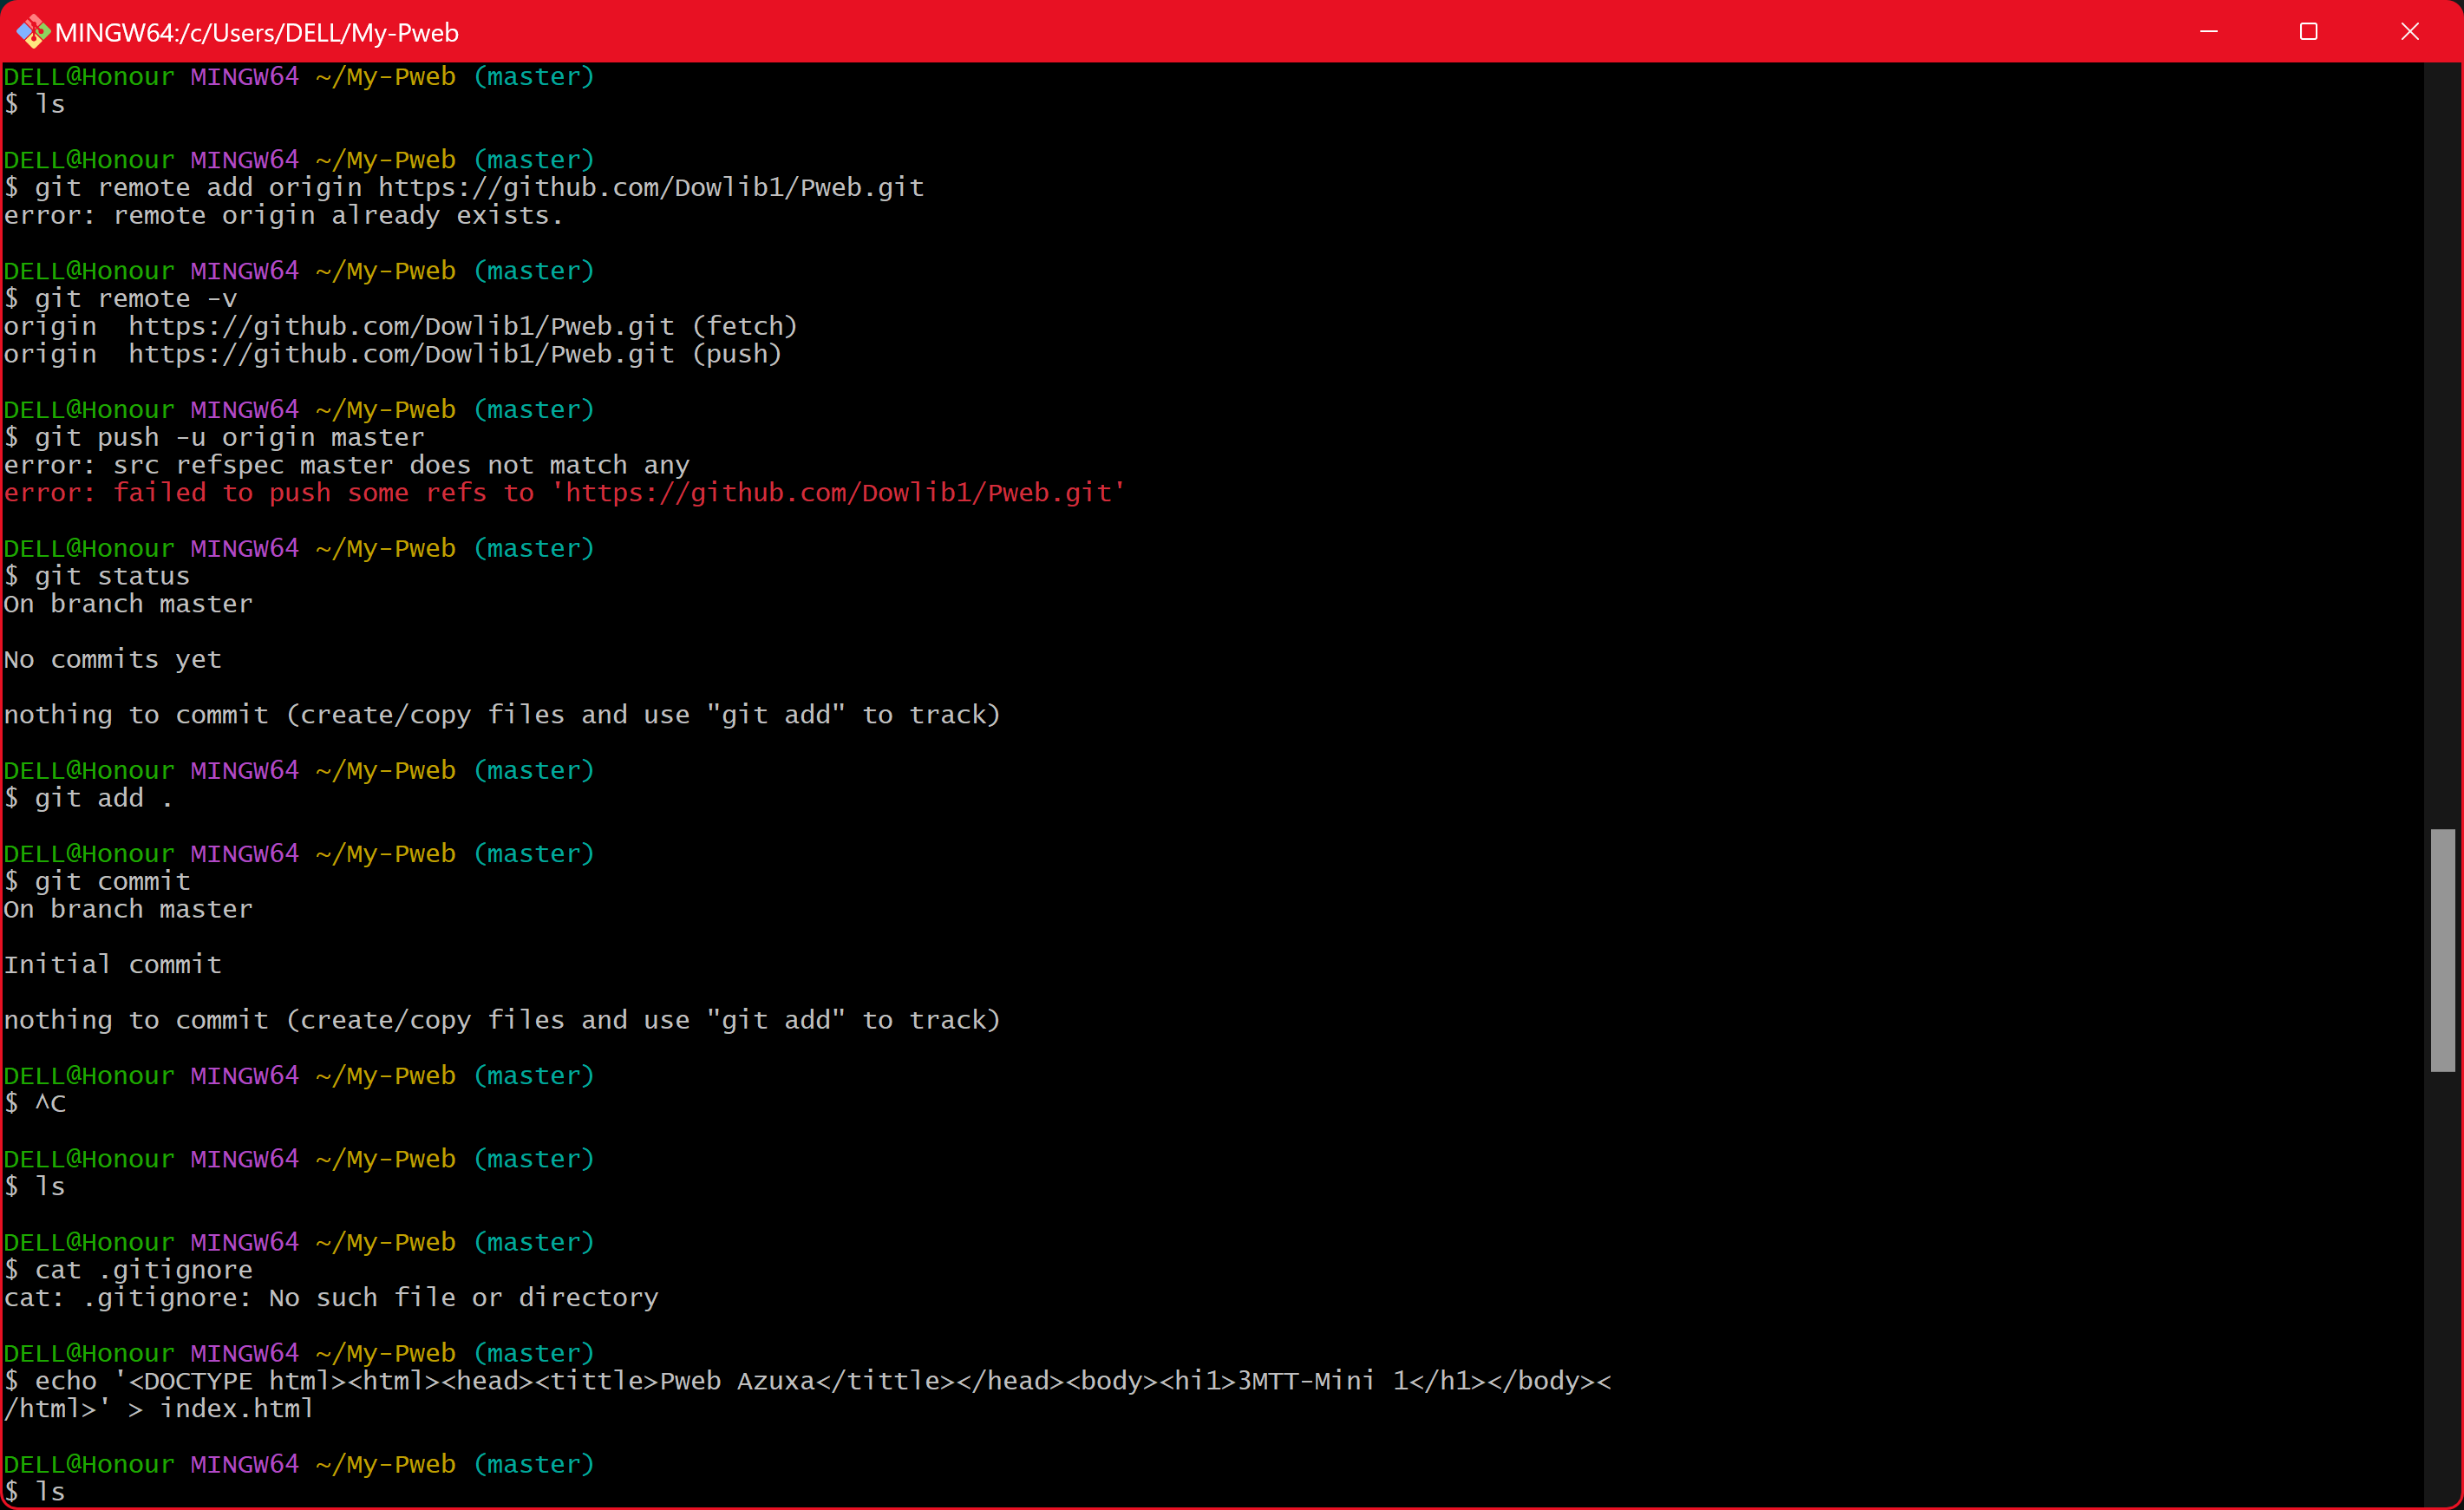 MINGW64:/c/Users/DELL/My-Pweb
DELL@Honour MINGW64 ~/My-Pweb (master)
$ ls
DELL@Honour MINGW64 ~/My-Pweb (master)
$ git remote add origin https://github.com/Dowlib1/Pweb.git
error: remote origin already exists.
DELL@Honour MINGW64 ~/My-Pweb (master)
$ git remote -v
origin  https://github.com/Dowlib1/Pweb.git (fetch)
origin  https://github.com/Dowlib1/Pweb.git (push)
DELL@Honour MINGW64 ~/My-Pweb (master)
$ git push -u origin master
error: src refspec master does not match any
error: failed to push some refs to 'https://github.com/Dowlib1/Pweb.git'
DELL@Honour MINGW64 ~/My-Pweb (master)
$ git status
On branch master
No commits yet
nothing to commit (create/copy files and use "git add" to track)
DELL@Honour MINGW64 ~/My-Pweb (master)
$ git add .
DELL@Honour MINGW64 ~/My-Pweb (master)
$ git commit
On branch master
Initial commit
nothing to commit (create/copy files and use "git add" to track)
DELL@Honour MINGW64 ~/My-Pweb (master)
$ ^C
DELL@Honour MINGW64 ~/My-Pweb (master)
$ ls
DELL@Honour MINGW64 ~/My-Pweb (master)
$ cat .gitignore
cat: .gitignore: No such file or directory
DELL@Honour MINGW64 ~/My-Pweb (master)
$ echo '<DOCTYPE html><html><head><tittle>Pweb Azuxa</tittle></head><body><hi1>3MTT-Mini 1</h1></body><
/html>' > index.html
DELL@Honour MINGW64 ~/My-Pweb (master)
$ ls